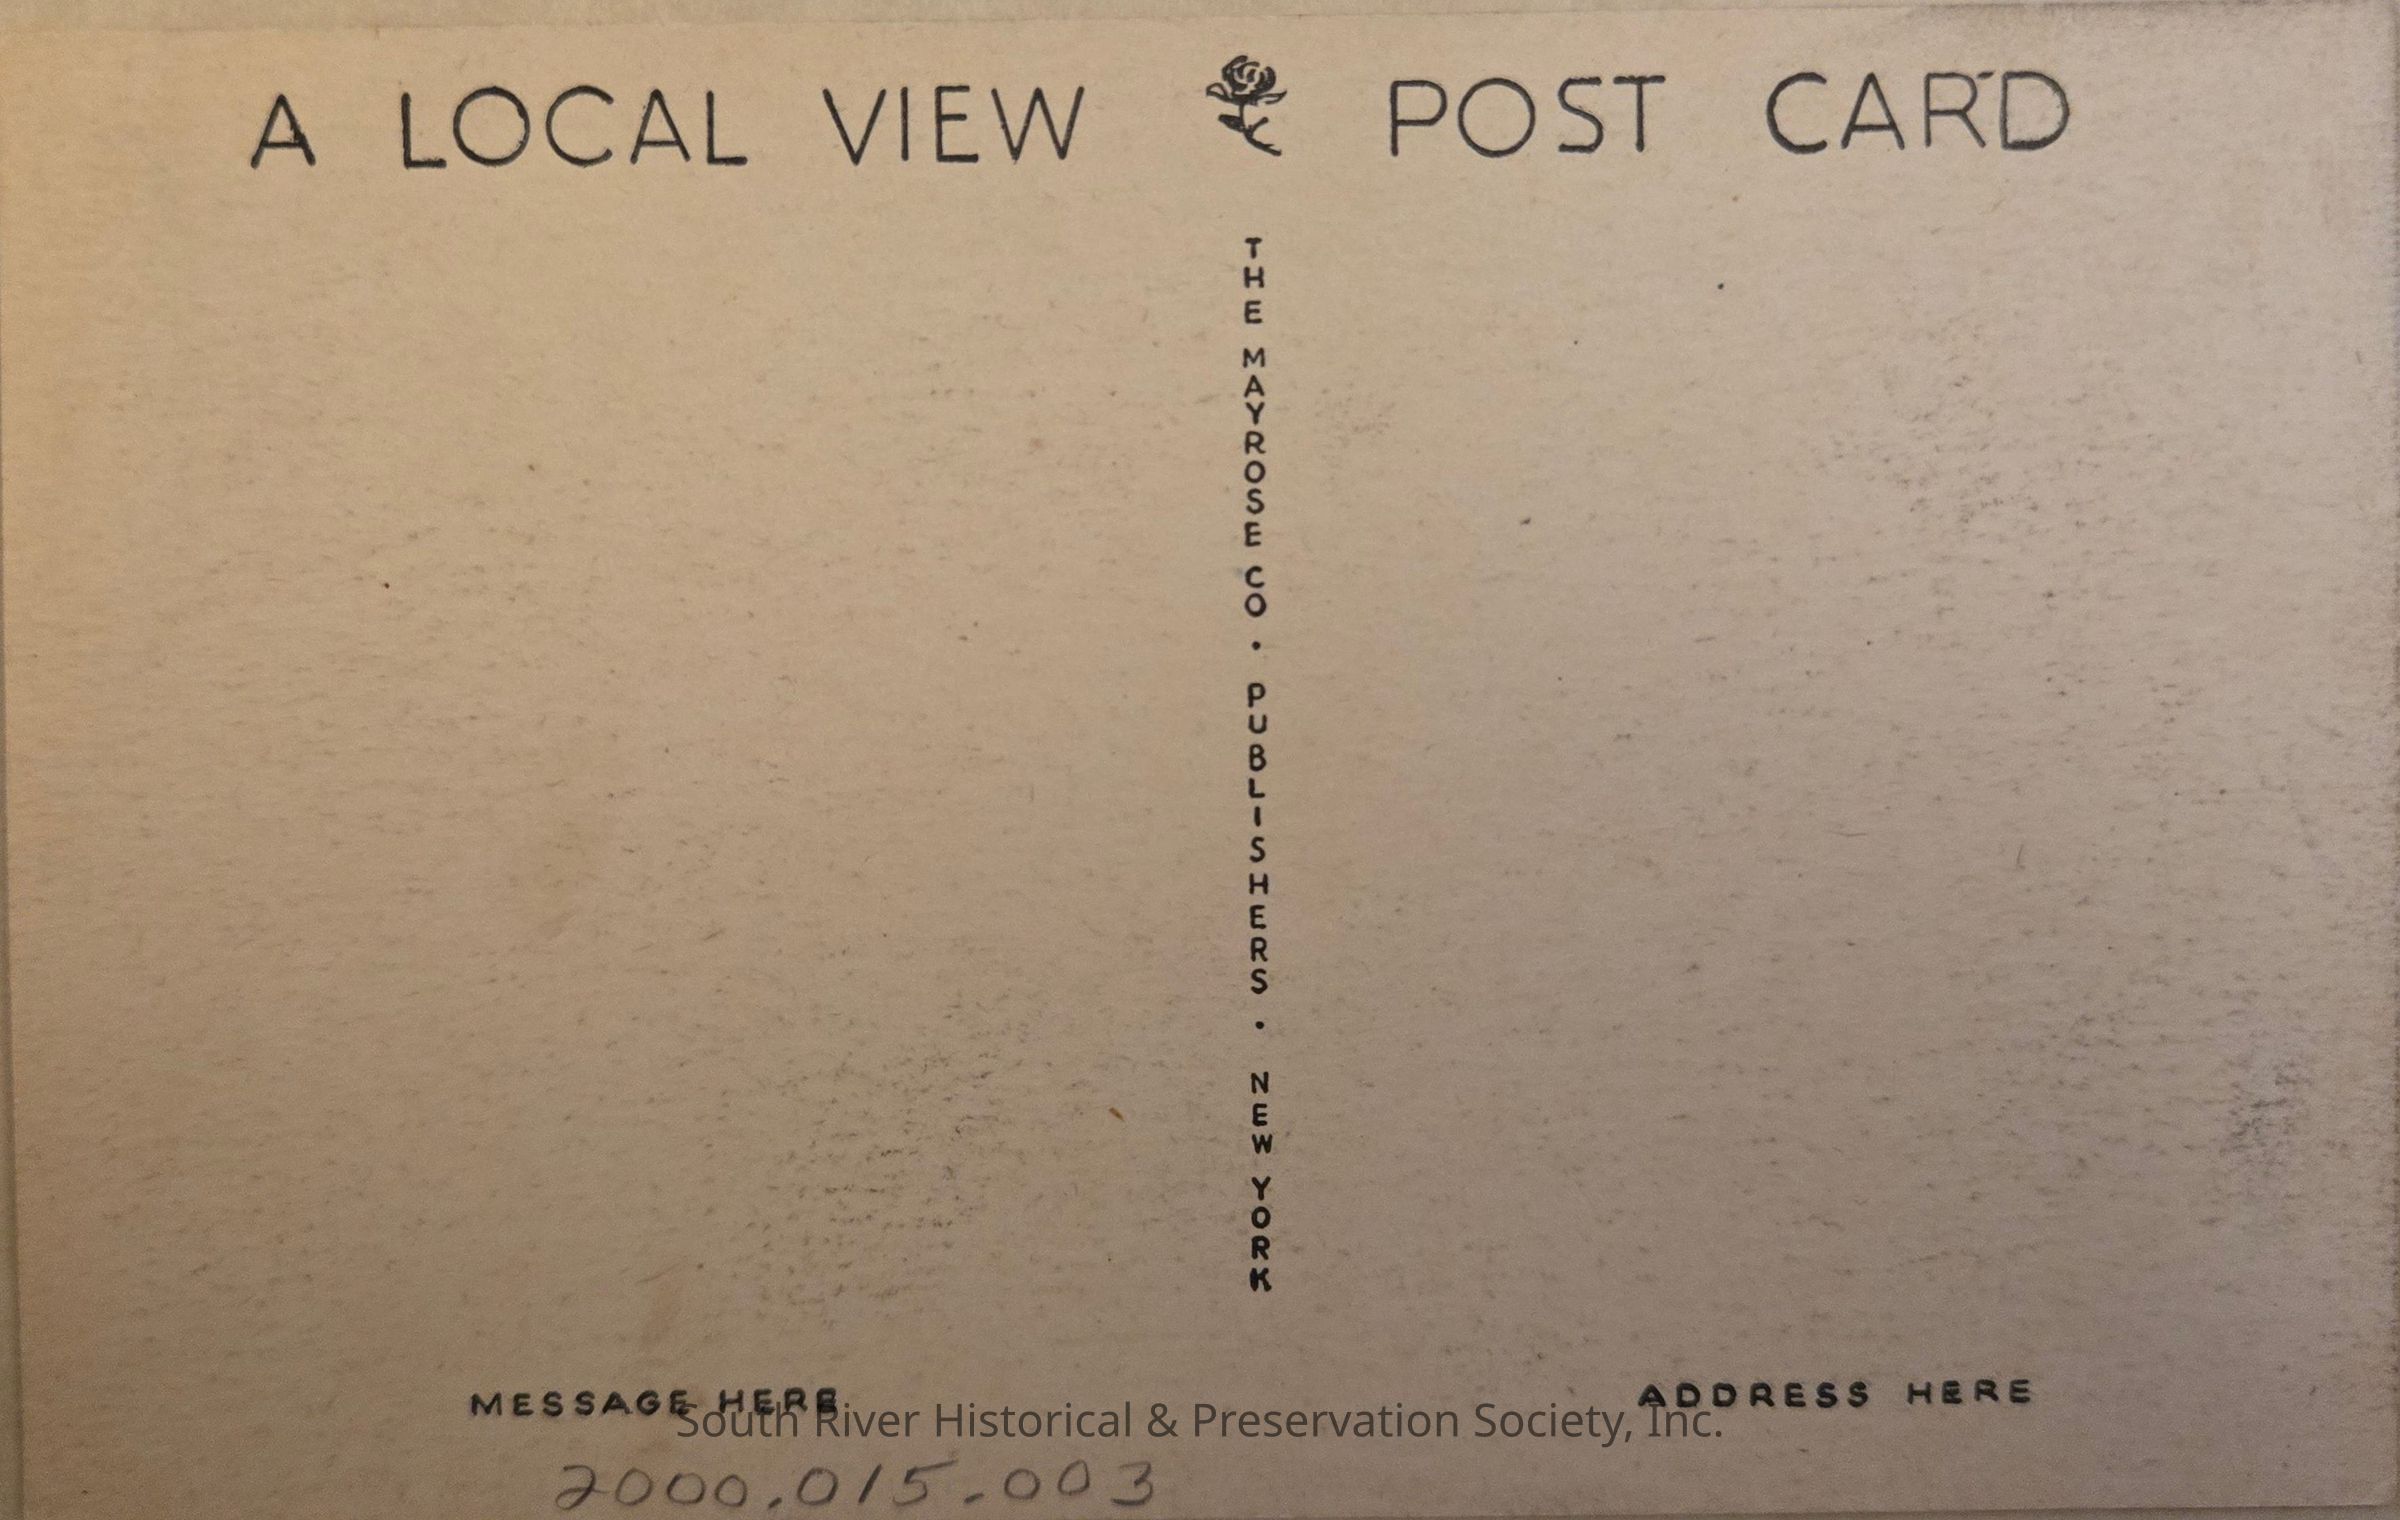 A LOCAL VIEW POST CARD
THE MAYROSE CO. PUBLISHERS. NEW YORK
MESSAGE HERE
ADDRESS HERE
South River Historical & Preservation Society, Inc.
2000.015.003